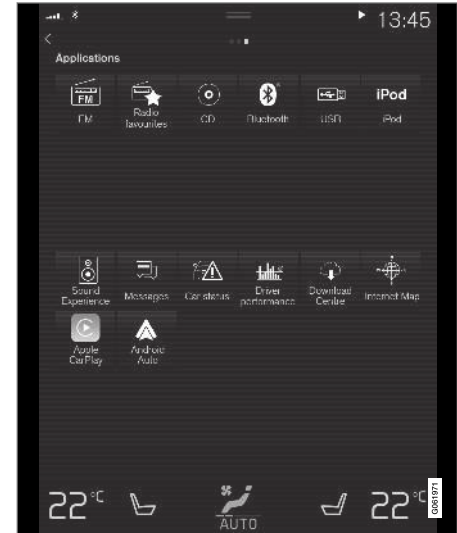 13:45
Applications
FM
iPod
FM
Radio
favourites
CD
Bluetooth
USB
iPod
Sound
Experience
Messages
Car status
Driver
performance
Download
Centre
Internet Map
Apple
CarPlay
Android
Auto
22°C
AUTO
22°C
G061971